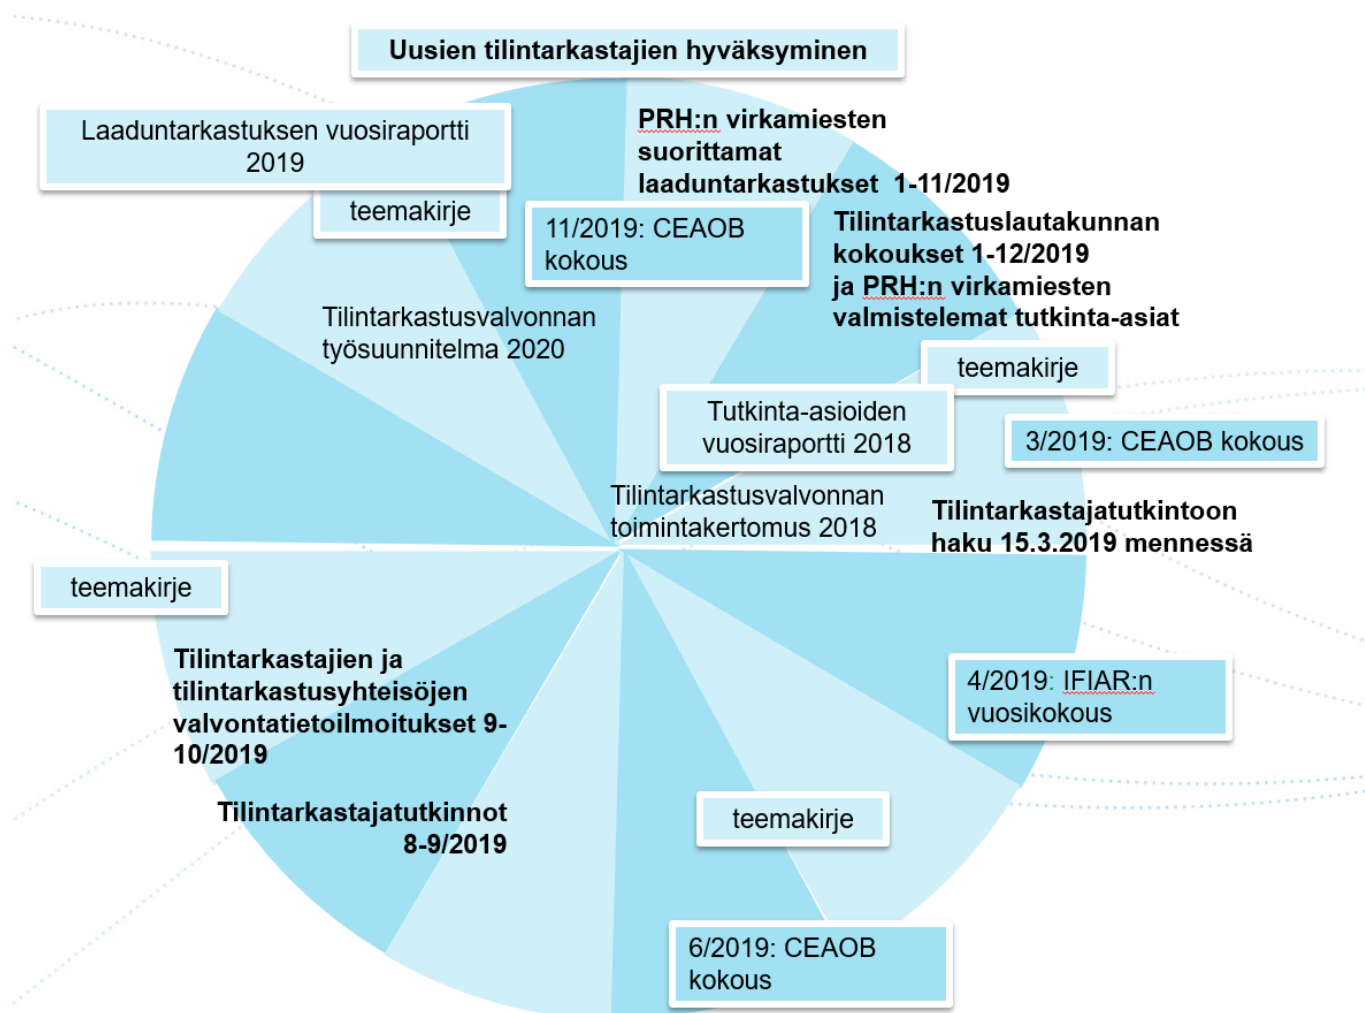 Uusien tilintarkastajien hyväksyminen
Laaduntarkastuksen vuosiraportti
2019
teemakirje
PRH:n virkamiesten
suorittamat
laaduntarkastukset 1-11/2019
11/2019: CEAOB
kokous
Tilintarkastuslautakunnan
kokoukset 1-12/2019
ja PRH:n virkamiesten
valmistelemat tutkinta-asiat
Tilintarkastusvalvonnan
työsuunnitelma 2020
teemakirje
Tutkinta-asioiden
vuosiraportti 2018
3/2019: CEAOB kokous
Tilintarkastusvalvonnan
toimintakertomus 2018
Tilintarkastajatutkintoon
haku 15.3.2019 mennessä
teemakirje
Tilintarkastajien ja
tilintarkastusyhteisöjen
valvontatietoilmoitukset 9-
10/2019
4/2019: IFIAR:n
vuosikokous
Tilintarkastajatutkinnot
8-9/2019
teemakirje
6/2019: CEAOB
kokous